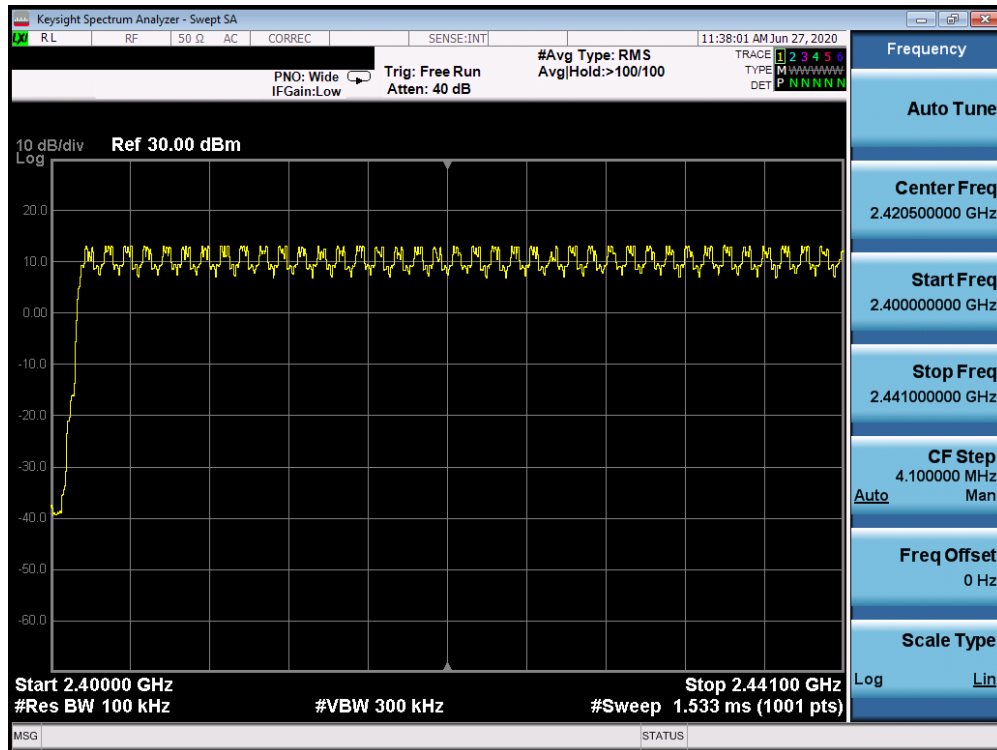 Keysight Spectrum Analyzer - Swept SA
LXI RL RF 50 Ω AC CORREC SENSE:INT 11:38:01 AM Jun 27, 2020
PNO: Wide
IFGain:Low
Trig: Free Run
Atten: 40 dB
#Avg Type: RMS
Avg|Hold:>100/100
TRACE 1 2 3 4 5 6
TYPE M W W W W W
DET P N N N N N
10 dB/div
Log
Ref 30.00 dBm
20.0
10.0
0.00
-10.0
-20.0
-30.0
-40.0
-50.0
-60.0
Start 2.40000 GHz
Stop 2.44100 GHz
#Res BW 100 kHz
#VBW 300 kHz
#Sweep 1.533 ms (1001 pts)
MSG
STATUS
Frequency
Auto Tune
Center Freq
2.420500000 GHz
Start Freq
2.400000000 GHz
Stop Freq
2.441000000 GHz
CF Step
4.100000 MHz
Auto Man
Freq Offset
0 Hz
Scale Type
Log Lin